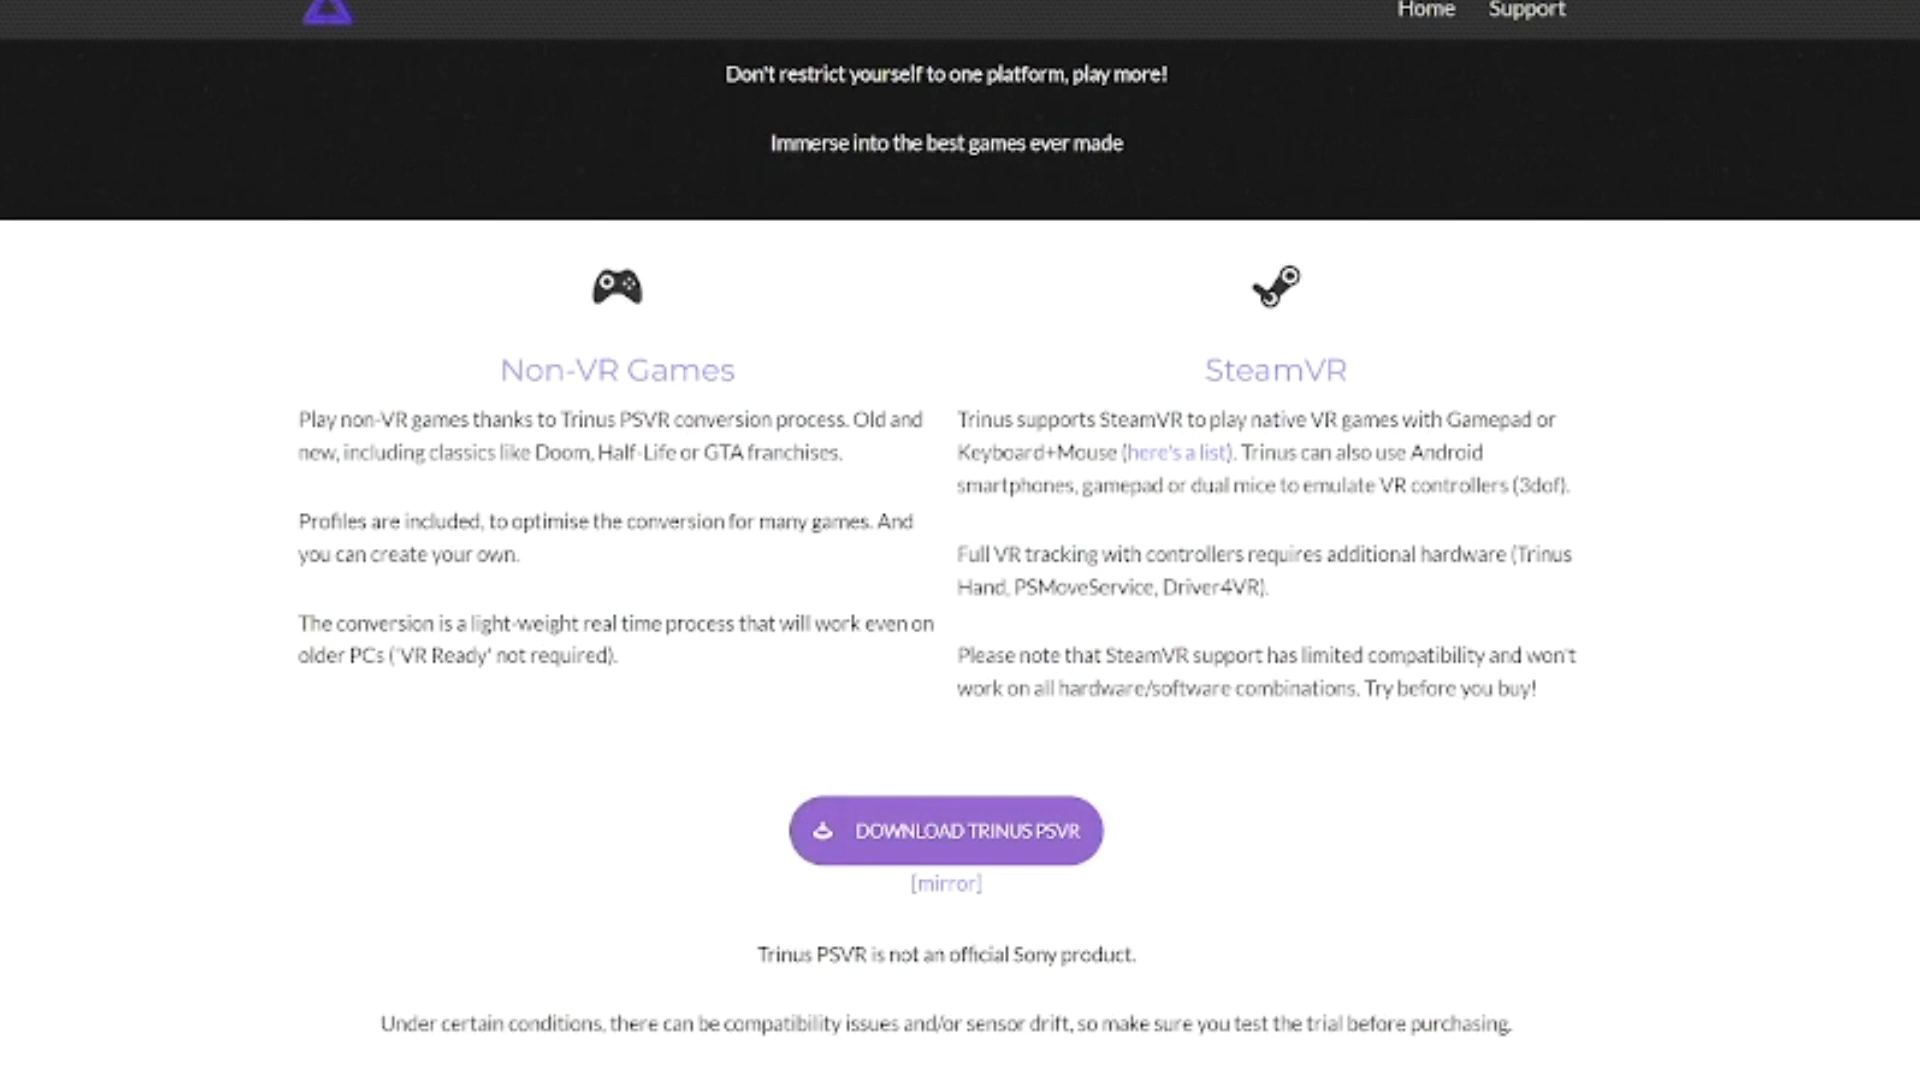 Home Support
Don't restrict yourself to one platform, play more!
Immerse into the best games ever made
Non-VR Games
Play non-VR games thanks to Trinus PSVR conversion process. Old and
new, including classics like Doom, Half-Life or GTA franchises.
Profiles are included, to optimise the conversion for many games. And
you can create your own.
The conversion is a light-weight real time process that will work even on
older PCs ('VR Ready' not required).
SteamVR
Trinus supports SteamVR to play native VR games with Gamepad or
Keyboard+Mouse (here's a list). Trinus can also use Android
smartphones, gamepad or dual mice to emulate VR controllers (3dof).
Full VR tracking with controllers requires additional hardware (Trinus
Hand, PSMoveService, Driver4VR).
Please note that SteamVR support has limited compatibility and won't
work on all hardware/software combinations. Try before you buy!
DOWNLOAD TRINUS PSVR
[mirror]
Trinus PSVR is not an official Sony product.
Under certain conditions, there can be compatibility issues and/or sensor drift, so make sure you test the trial before purchasing.